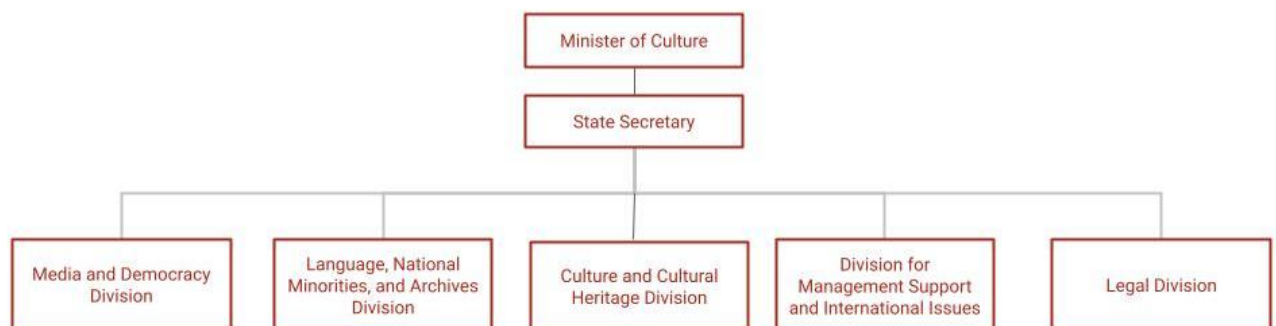 Minister of Culture
State Secretary
Media and Democracy
Division
Language, National
Minorities, and Archives
Division
Culture and Cultural
Heritage Division
Division for
Management Support
and International Issues
Legal Division